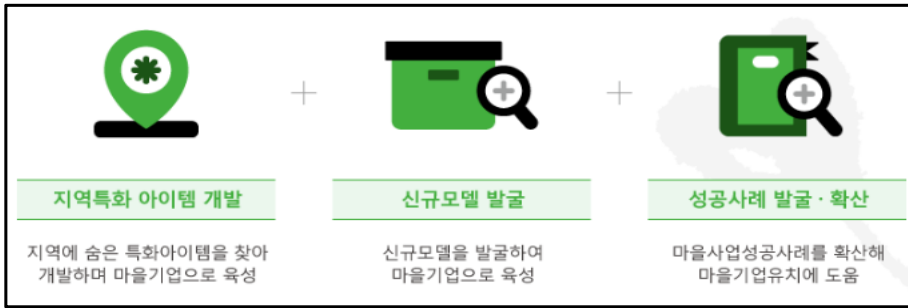 지역특화 아이템 개발
지역에 숨은 특화아이템을 찾아
개발하며 마을기업으로 육성
신규모델 발굴
신규모델을 발굴하여
마을기업으로 육성
성공사례 발굴 · 확산
마을사업성공사례를 확산해
마을기업유치에 도움